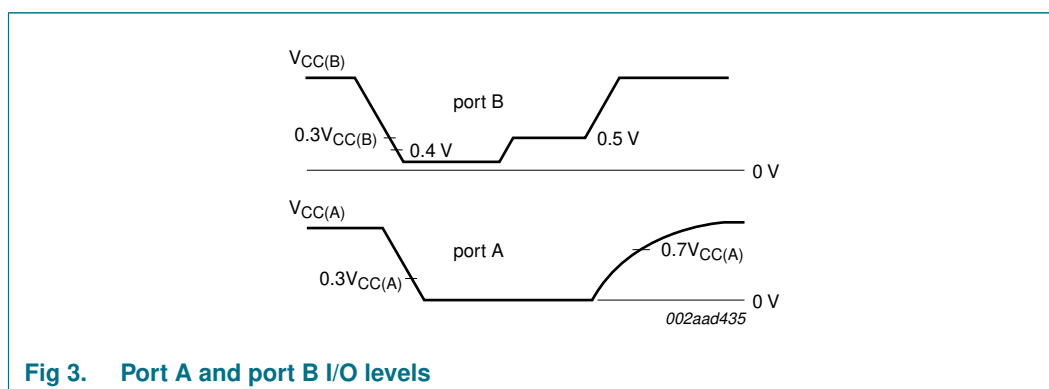 VCC(B)
port B
0.3VCC(B)
0.4 V
0.5 V
0 V
VCC(A)
port A
0.7VCC(A)
0.3VCC(A)
0 V
002aad435
Fig 3. Port A and port B I/O levels